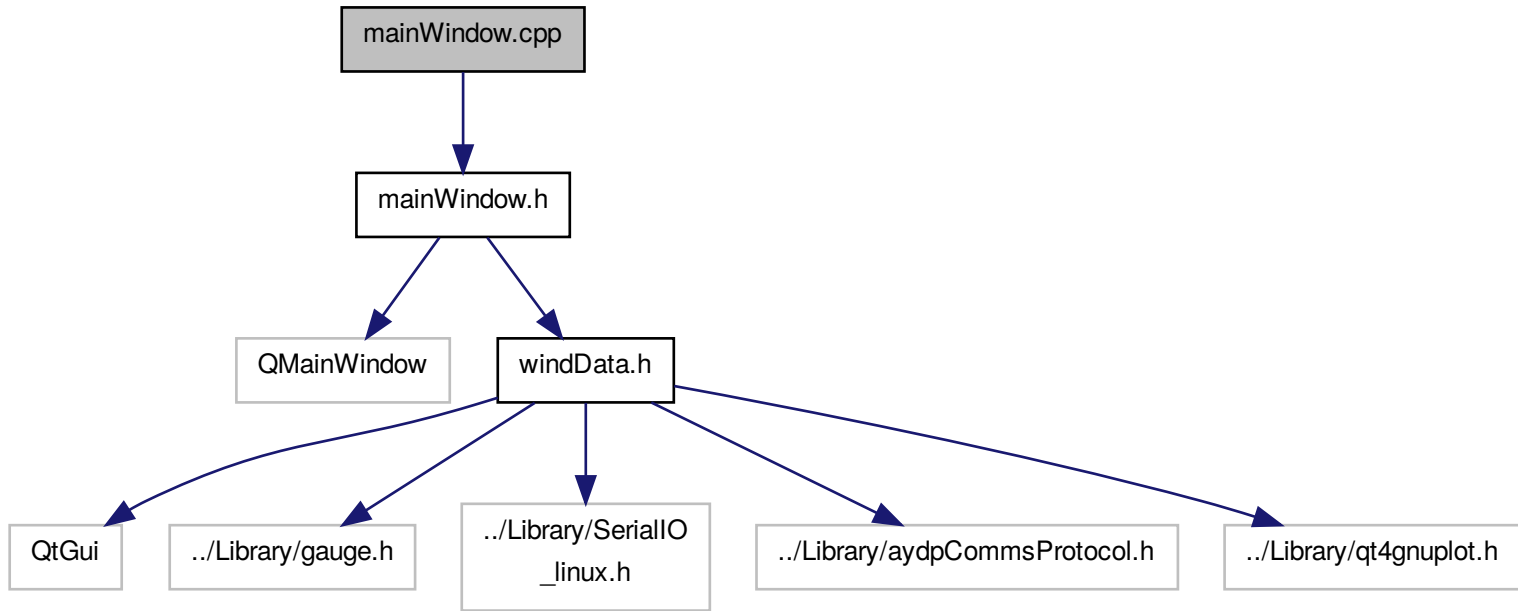 mainWindow.cpp
mainWindow.h
QMainWindow
windData.h
QtGui
../Library/gauge.h
../Library/SerialIO
_linux.h
../Library/aydpCommsProtocol.h
../Library/qt4gnuplot.h